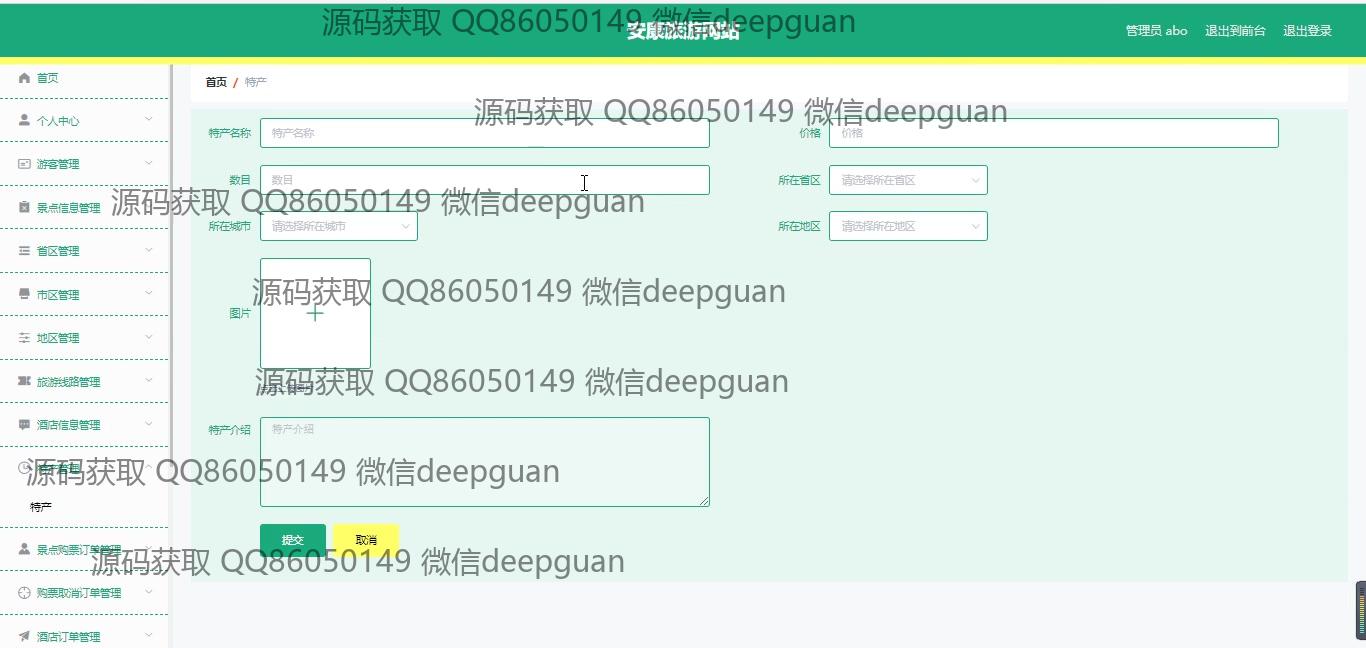 源码获取 QQ86050149 微信deepguan
安康旅游网站
管理员 abo 退出到前台 退出登录
首页
个人中心
游客管理
景点信息管理
省区管理
市区管理
地区管理
旅游线路管理
酒店信息管理
特产管理
特产
景点购票订单管理
购票取消订单管理
酒店订单管理
首页 / 特产
源码获取 QQ86050149 微信deepguan
特产名称 特产名称
价格 价格
数目 数目
所在省区 请选择所在省区
源码获取 QQ86050149 微信deepguan
所在城市 请选择所在城市
所在地区 请选择所在地区
源码获取 QQ86050149 微信deepguan
图片
源码获取 QQ86050149 微信deepguan
特产介绍 特产介绍
源码获取 QQ86050149 微信deepguan
提交 取消
源码获取 QQ86050149 微信deepguan